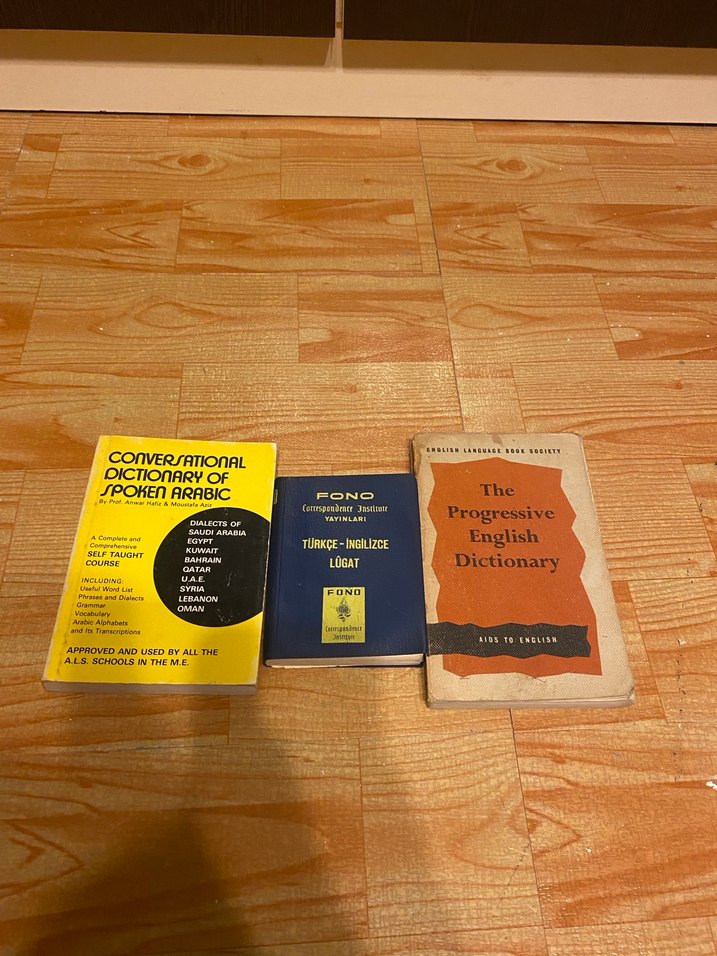 CONVERSATIONAL
DICTIONARY OF
SPOKEN ARABIC
By Prof. Anwar Hafiz & Moustafa Aziz
A Complete and
Comprehensive
SELF TAUGHT
COURSE
INCLUDING:
Useful Word List
Phrases and Dialects
Grammar
Vocabulary
Arabic Alphabets
and Its Transcriptions
DIALECTS OF
SAUDI ARABIA
EGYPT
KUWAIT
BAHRAIN
QATAR
U.A.E.
SYRIA
LEBANON
OMAN
APPROVED AND USED BY ALL THE
A.L.S. SCHOOLS IN THE M.E.
FONO
Correspondence Institute
YAYINLARI
TÜRKÇE - İNGİLİZCE
LÛGAT
FONO
Correspondence
Institute
ENGLISH LANGUAGE BOOK SOCIETY
The
Progressive
English
Dictionary
AIDS TO ENGLISH